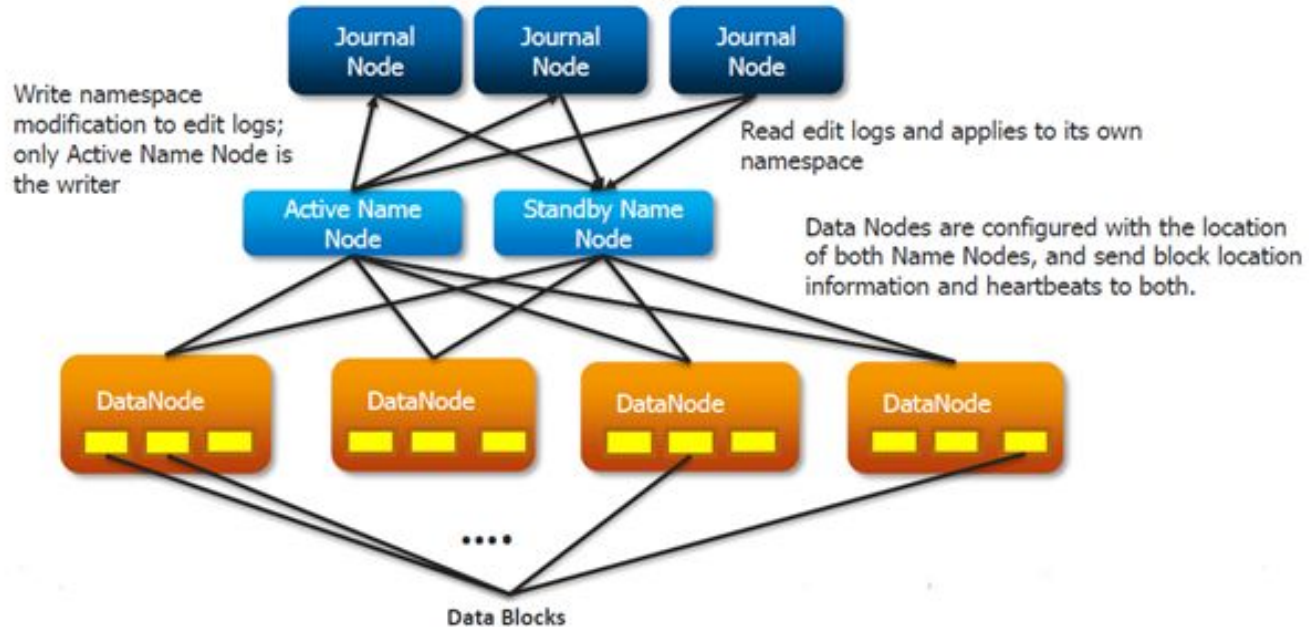 Journal
Node
Journal
Node
Journal
Node
Write namespace
modification to edit logs;
only Active Name Node is
the writer
Read edit logs and applies to its own
namespace
Active Name
Node
Standby Name
Node
Data Nodes are configured with the location
of both Name Nodes, and send block location
information and heartbeats to both.
DataNode
DataNode
DataNode
DataNode
....
Data Blocks